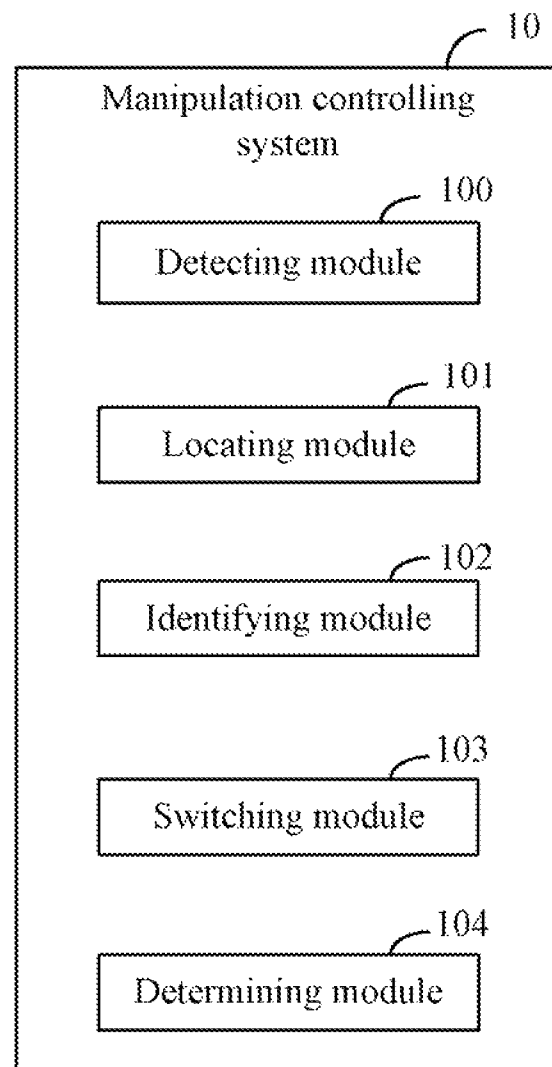 10
Manipulation controlling
system
100
Detecting module
101
Locating module
102
Identifying module
103
Switching module
104
Determining module